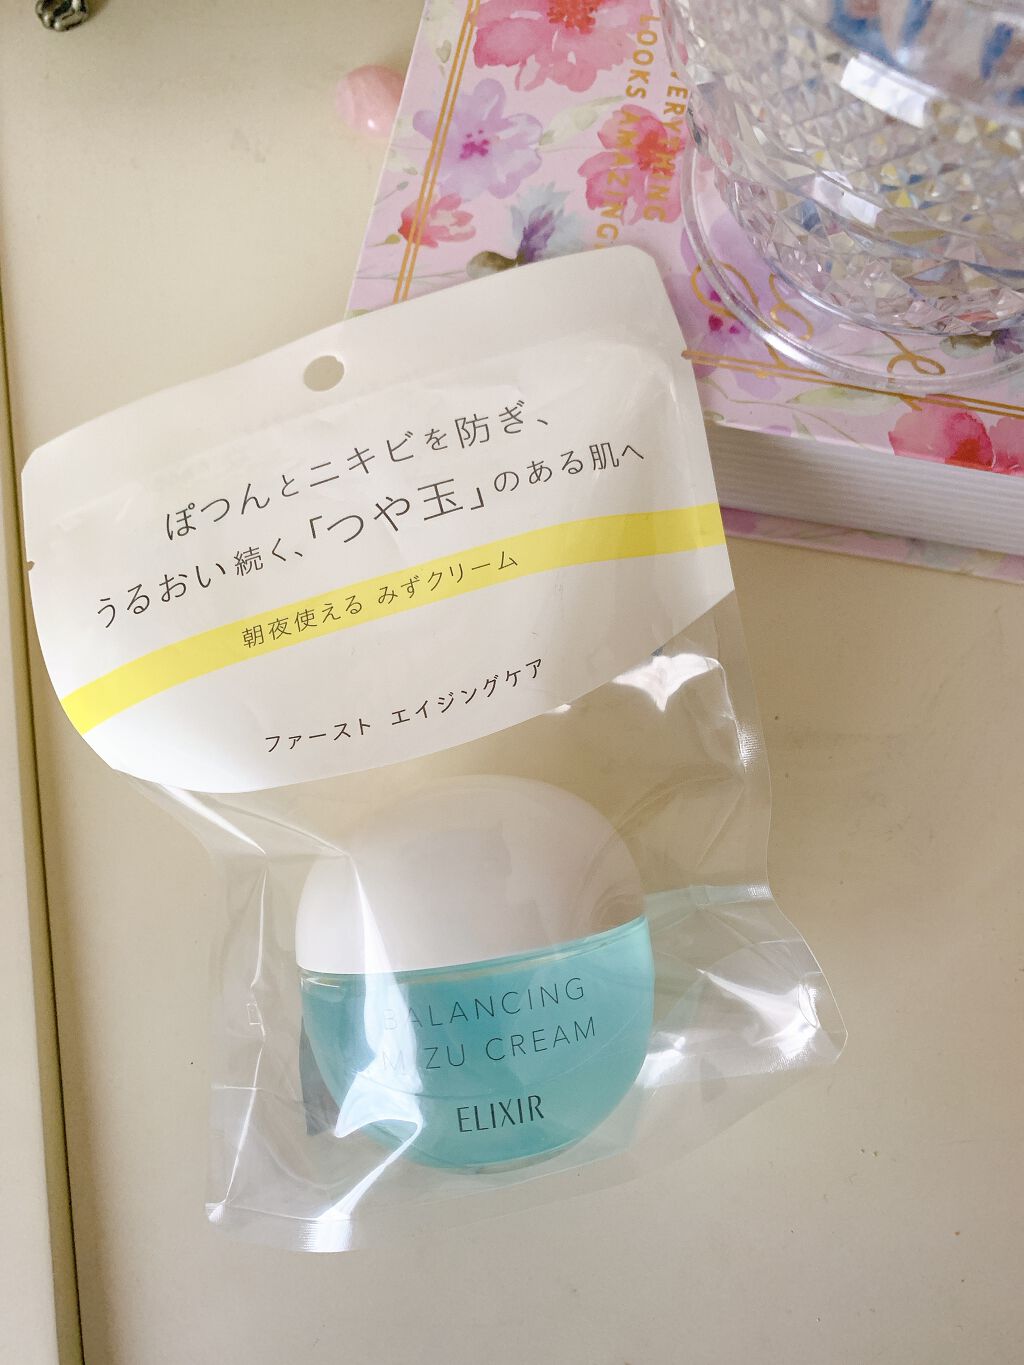 EVERYTHING
LOOKS AMAZING
ぽつんとニキビを防ぎ、
うるおい続く、「つや玉」のある肌へ
朝夜使える みずクリーム
ファースト エイジングケア
BALANCING
MIZU CREAM
ELIXIR